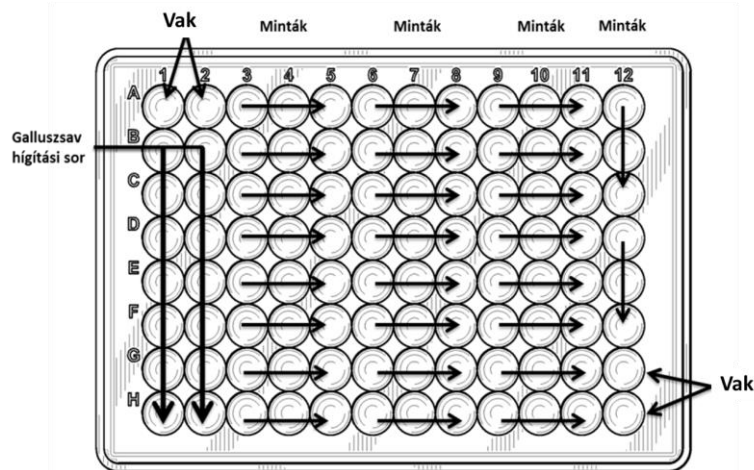 Vak
Minták
Minták
Minták
Minták
1 2 3 4 5 6 7 8 9 10 11 12
A
B
Galluszsav
hígítási sor
C
D
E
F
G
Vak
H